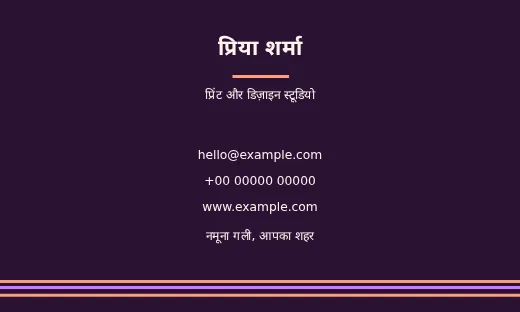 प्रिया शर्मा
प्रिंट और डिज़ाइन स्टूडियो
hello@example.com
+00 00000 00000
www.example.com
नमूना गली, आपका शहर